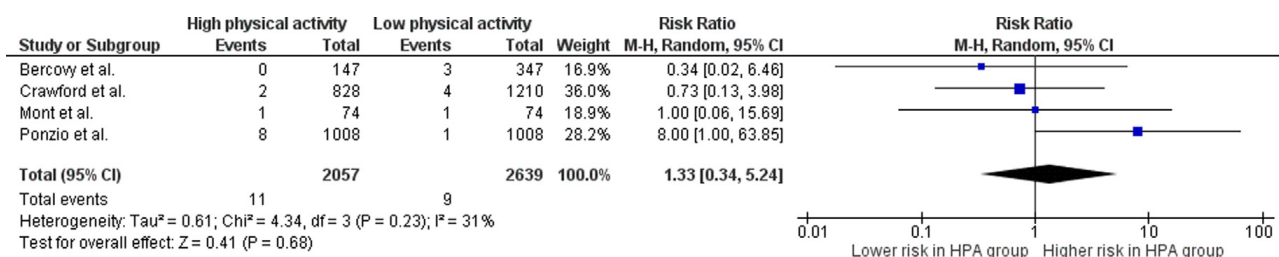 High physical activity Low physical activity Risk Ratio Risk Ratio
Study or Subgroup Events Total Events Total Weight M-H, Random, 95% CI M-H, Random, 95% CI
Bercovy et al. 0 147 3 347 16.9% 0.34 [0.02, 6.46]
Crawford et al. 2 828 4 1210 36.0% 0.73 [0.13, 3.98]
Mont et al. 1 74 1 74 18.9% 1.00 [0.06, 15.69]
Ponzio et al. 8 1008 1 1008 28.2% 8.00 [1.00, 63.85]
Total (95% CI) 2057 2639 100.0% 1.33 [0.34, 5.24]
Total events 11 9
Heterogeneity: Tau² = 0.61; Chi² = 4.34, df = 3 (P = 0.23); I² = 31%
Test for overall effect: Z = 0.41 (P = 0.68)
0.01 0.1 1 10 100
Lower risk in HPA group Higher risk in HPA group